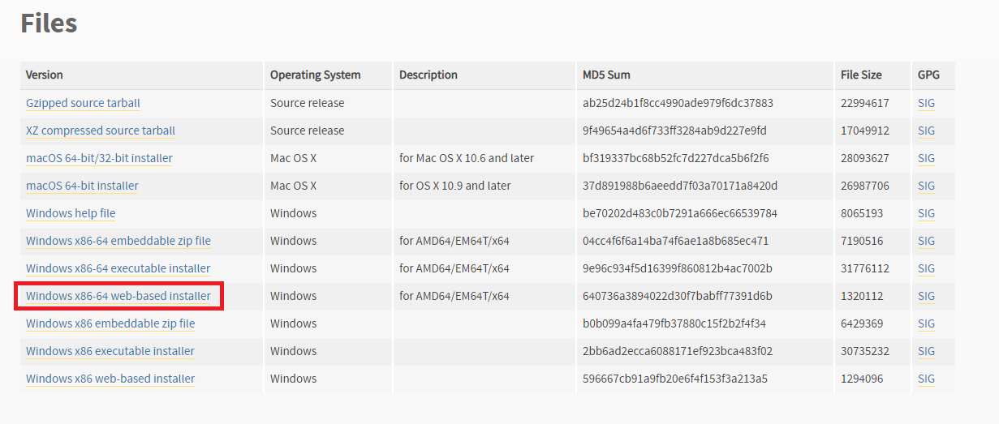 Files
Version Operating System Description MD5 Sum File Size GPG
Gzipped source tarball Source release ab25d24b1f8cc4990ade979f6dc37883 22994617 SIG
XZ compressed source tarball Source release 9f49654a4d6f733ff3284ab9d227e9fd 17049912 SIG
macOS 64-bit/32-bit installer Mac OS X for Mac OS X 10.6 and later bf319337bc68b52fc7d227dca5b6f2f6 28093627 SIG
macOS 64-bit installer Mac OS X for OS X 10.9 and later 37d891988b6aeedd7f03a70171a8420d 26987706 SIG
Windows help file Windows be70202d483c0b7291a666ec66539784 8065193 SIG
Windows x86-64 embeddable zip file Windows for AMD64/EM64T/x64 04cc4f6f6a14ba74f6ae1a8b685ec471 7190516 SIG
Windows x86-64 executable installer Windows for AMD64/EM64T/x64 9e96c934f5d16399f860812b4ac7002b 31776112 SIG
Windows x86-64 web-based installer Windows for AMD64/EM64T/x64 640736a3894022d30f7babff77391d6b 1320112 SIG
Windows x86 embeddable zip file Windows b0b099a4fa479fb37880c15f2b2f4f34 6429369 SIG
Windows x86 executable installer Windows 2bb6ad2ecca6088171ef923bca483f02 30735232 SIG
Windows x86 web-based installer Windows 596667cb91a9fb20e6f4f153f3a213a5 1294096 SIG